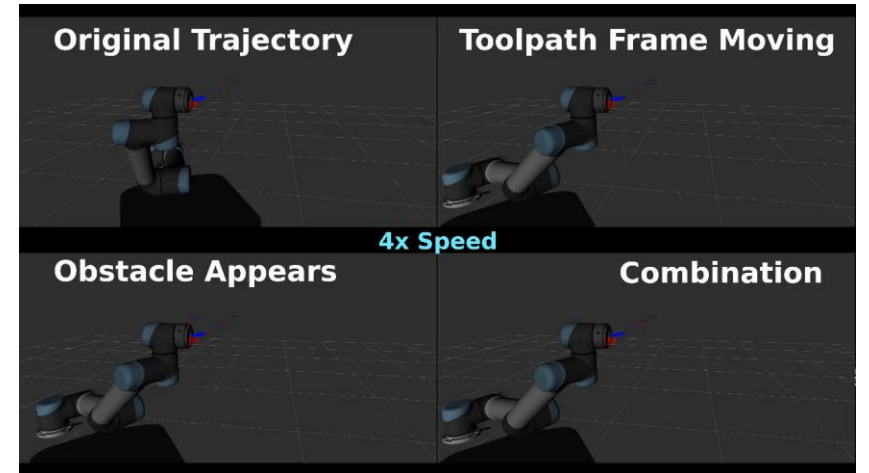 Original Trajectory
Toolpath Frame Moving
4x Speed
Obstacle Appears
Combination